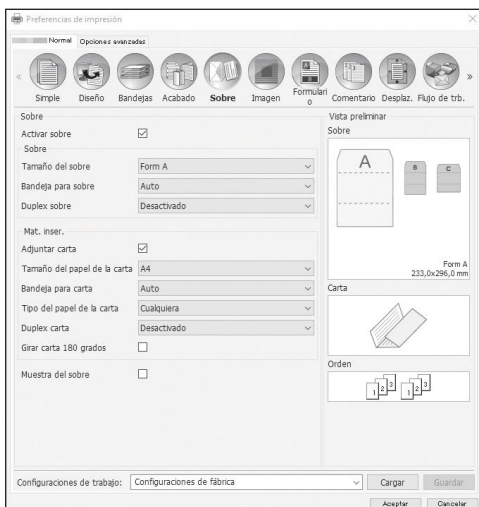 Preferencias de impresión
Normal Opciones avanzadas
« Simple Diseño Bandejas Acabado Sobre Imagen Formulari
o Comentario Desplaz. Flujo de trb. »
Sobre
Activar sobre
Sobre
Tamaño del sobre Form A
Bandeja para sobre Auto
Duplex sobre Desactivado
Mat. inser.
Adjuntar carta
Tamaño del papel de la carta A4
Bandeja para carta Auto
Tipo del papel de la carta Cualquiera
Duplex carta Desactivado
Girar carta 180 grados
Muestra del sobre
Vista preliminar
Sobre
A B C
Form A
233,0x296,0 mm
Carta
Orden
1 2 3 1 2 3
Configuraciones de trabajo: Configuraciones de fábrica Cargar Guardar
Aceptar Cancelar